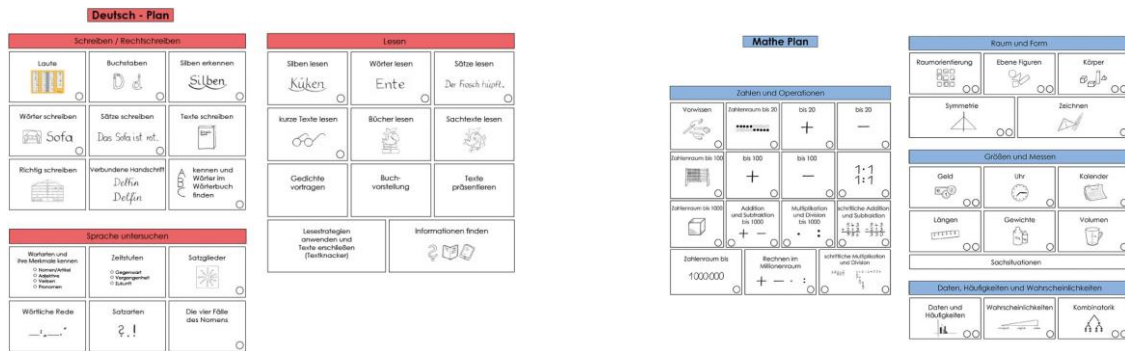 Deutsch - Plan
Schreiben / Rechtschreiben
Laute
Buchstaben
D d
Silben erkennen
Silben
Wörter schreiben
Sofa
Sätze schreiben
Das Sofa ist rot.
Texte schreiben
Richtig schreiben
Verbundene Handschrift
Delfin
Delfin
kennen und
Wörter im
Wörterbuch
finden
Sprache untersuchen
Wortarten und
ihre Merkmale kennen
Nomen/Artikel
Adjektive
Verben
Pronomen
Zeitstufen
Gegenwart
Vergangenheit
Zukunft
Satzglieder
Wörtliche Rede
Satzarten
? . !
Die vier Fälle
des Nomens
Lesen
Silben lesen
Küken
Wörter lesen
Ente
Sätze lesen
Der Frosch hüpft.
kurze Texte lesen
Bücher lesen
Sachtexte lesen
Gedichte
vortragen
Buch-
vorstellung
Texte
präsentieren
Lesestrategien
anwenden und
Texte erschließen
(Textknacker)
Informationen finden
Mathe Plan
Zahlen und Operationen
Vorwissen
Zahlenraum bis 20
bis 20
+
bis 20
−
Zahlenraum bis 100
bis 100
+
bis 100
−
1·1
1:1
Zahlenraum bis 1000
Addition
und Subtraktion
bis 1000
+ −
Multiplikation
und Division
bis 1000
· :
schriftliche Addition
und Subtraktion
Zahlenraum bis
1000000
Rechnen im
Millionenraum
+ − · :
schriftliche Multiplikation
und Division
Raum und Form
Raumorientierung
Ebene Figuren
Körper
Symmetrie
Zeichnen
Größen und Messen
Geld
Uhr
Kalender
Längen
Gewichte
Volumen
Sachsituationen
Daten, Häufigkeiten und Wahrscheinlichkeiten
Daten und
Häufigkeiten
Wahrscheinlichkeiten
Kombinatorik